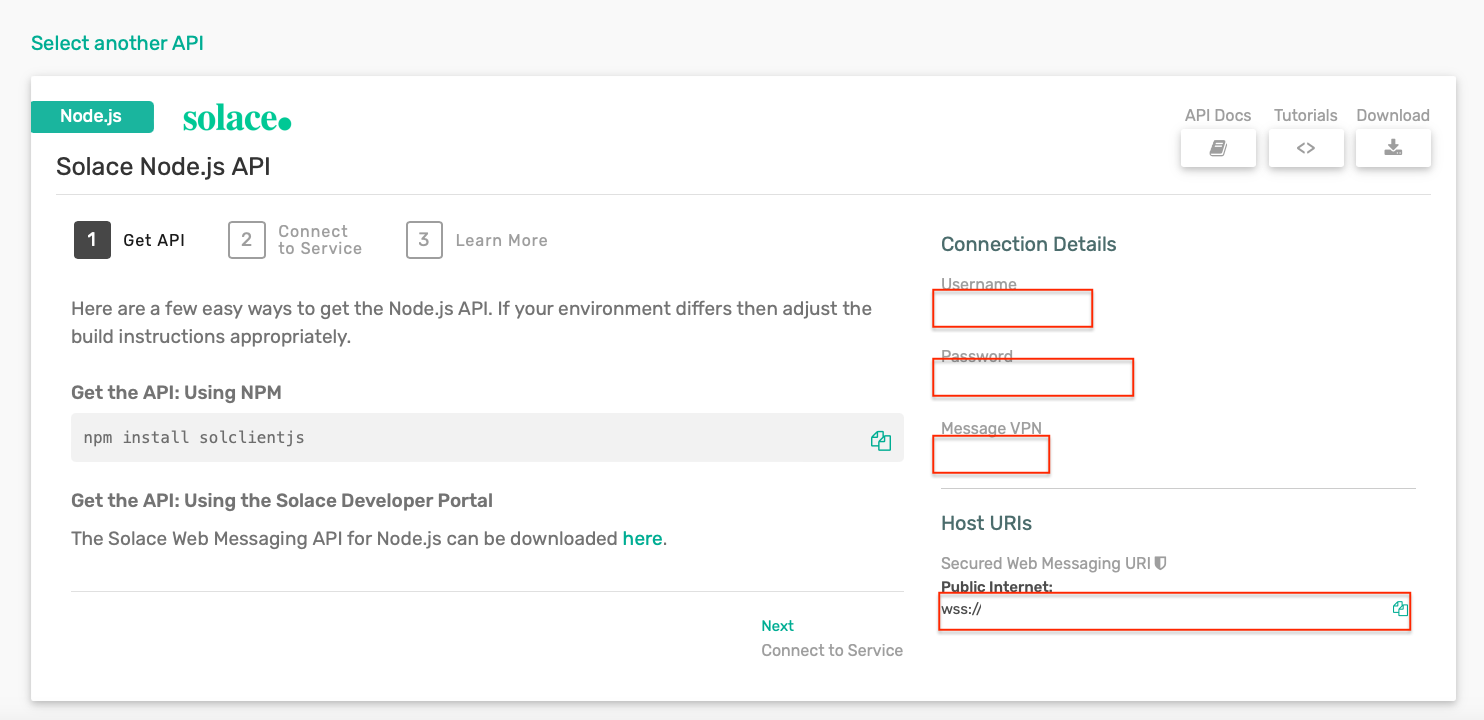 Select another API
Node.js
solace.
API Docs
Tutorials
Download
<>
Solace Node.js API
1
Get API
2
Connect
to Service
3
Learn More
Here are a few easy ways to get the Node.js API. If your environment differs then adjust the
build instructions appropriately.
Get the API: Using NPM
npm install solclientjs
Get the API: Using the Solace Developer Portal
The Solace Web Messaging API for Node.js can be downloaded here.
Next
Connect to Service
Connection Details
Username
Password
Message VPN
Host URIs
Secured Web Messaging URI
Public Internet:
wss://